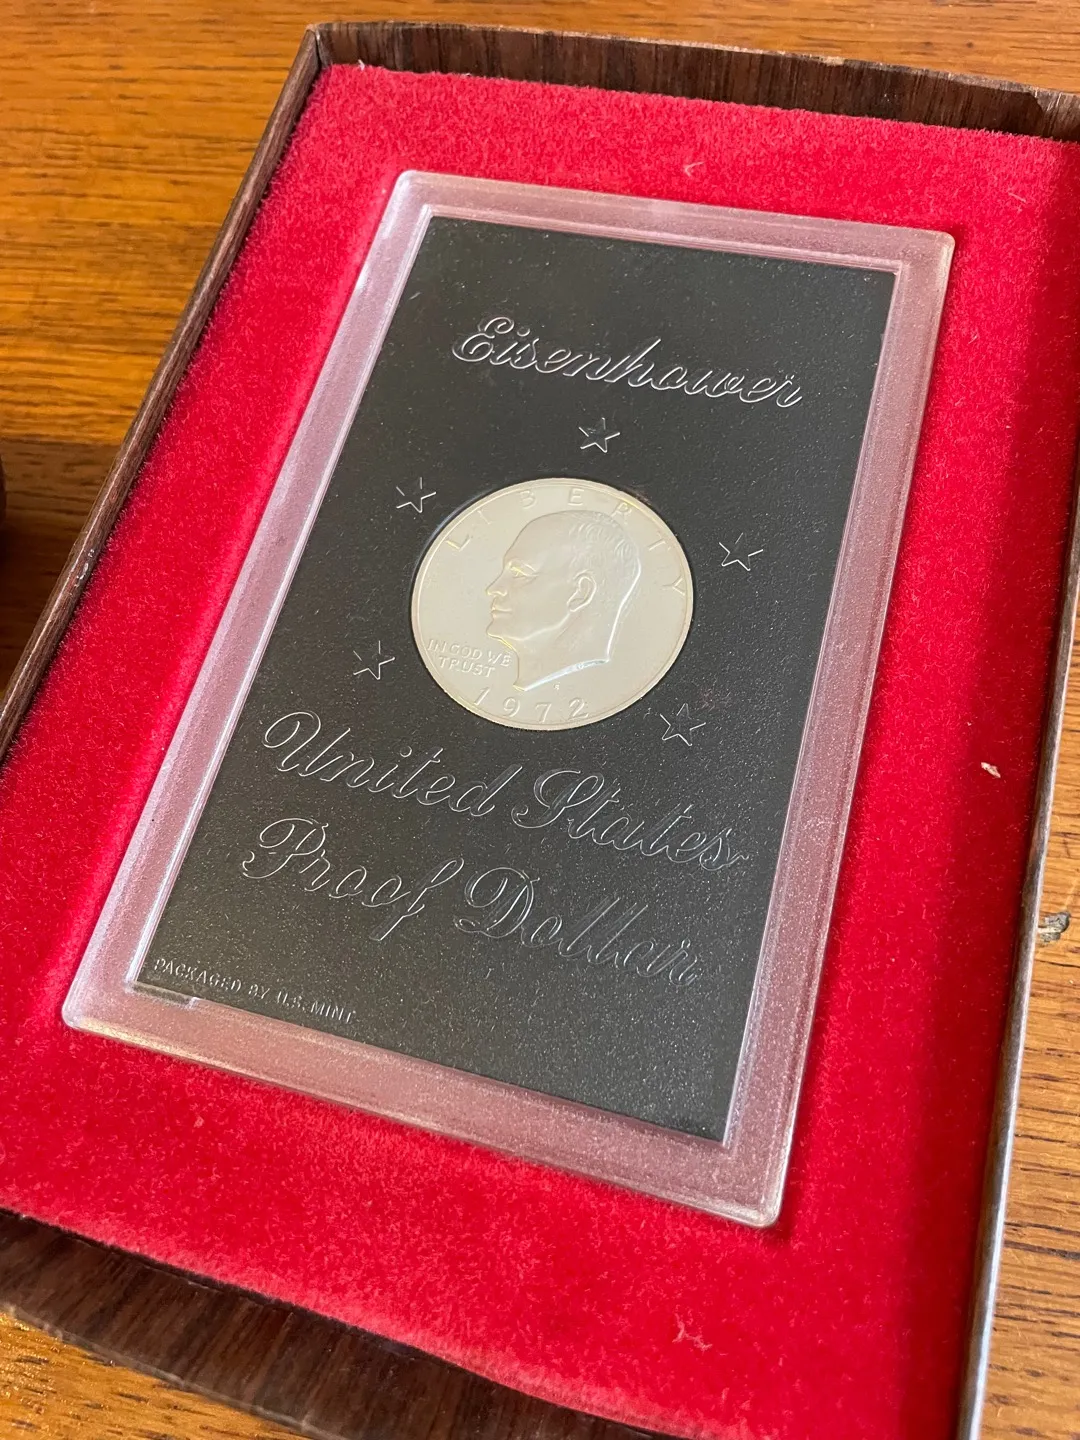 Eisenhower
LIBERTY
IN GOD WE
TRUST
1972
United States
Proof Dollar
PACKAGED BY U.S. MINT